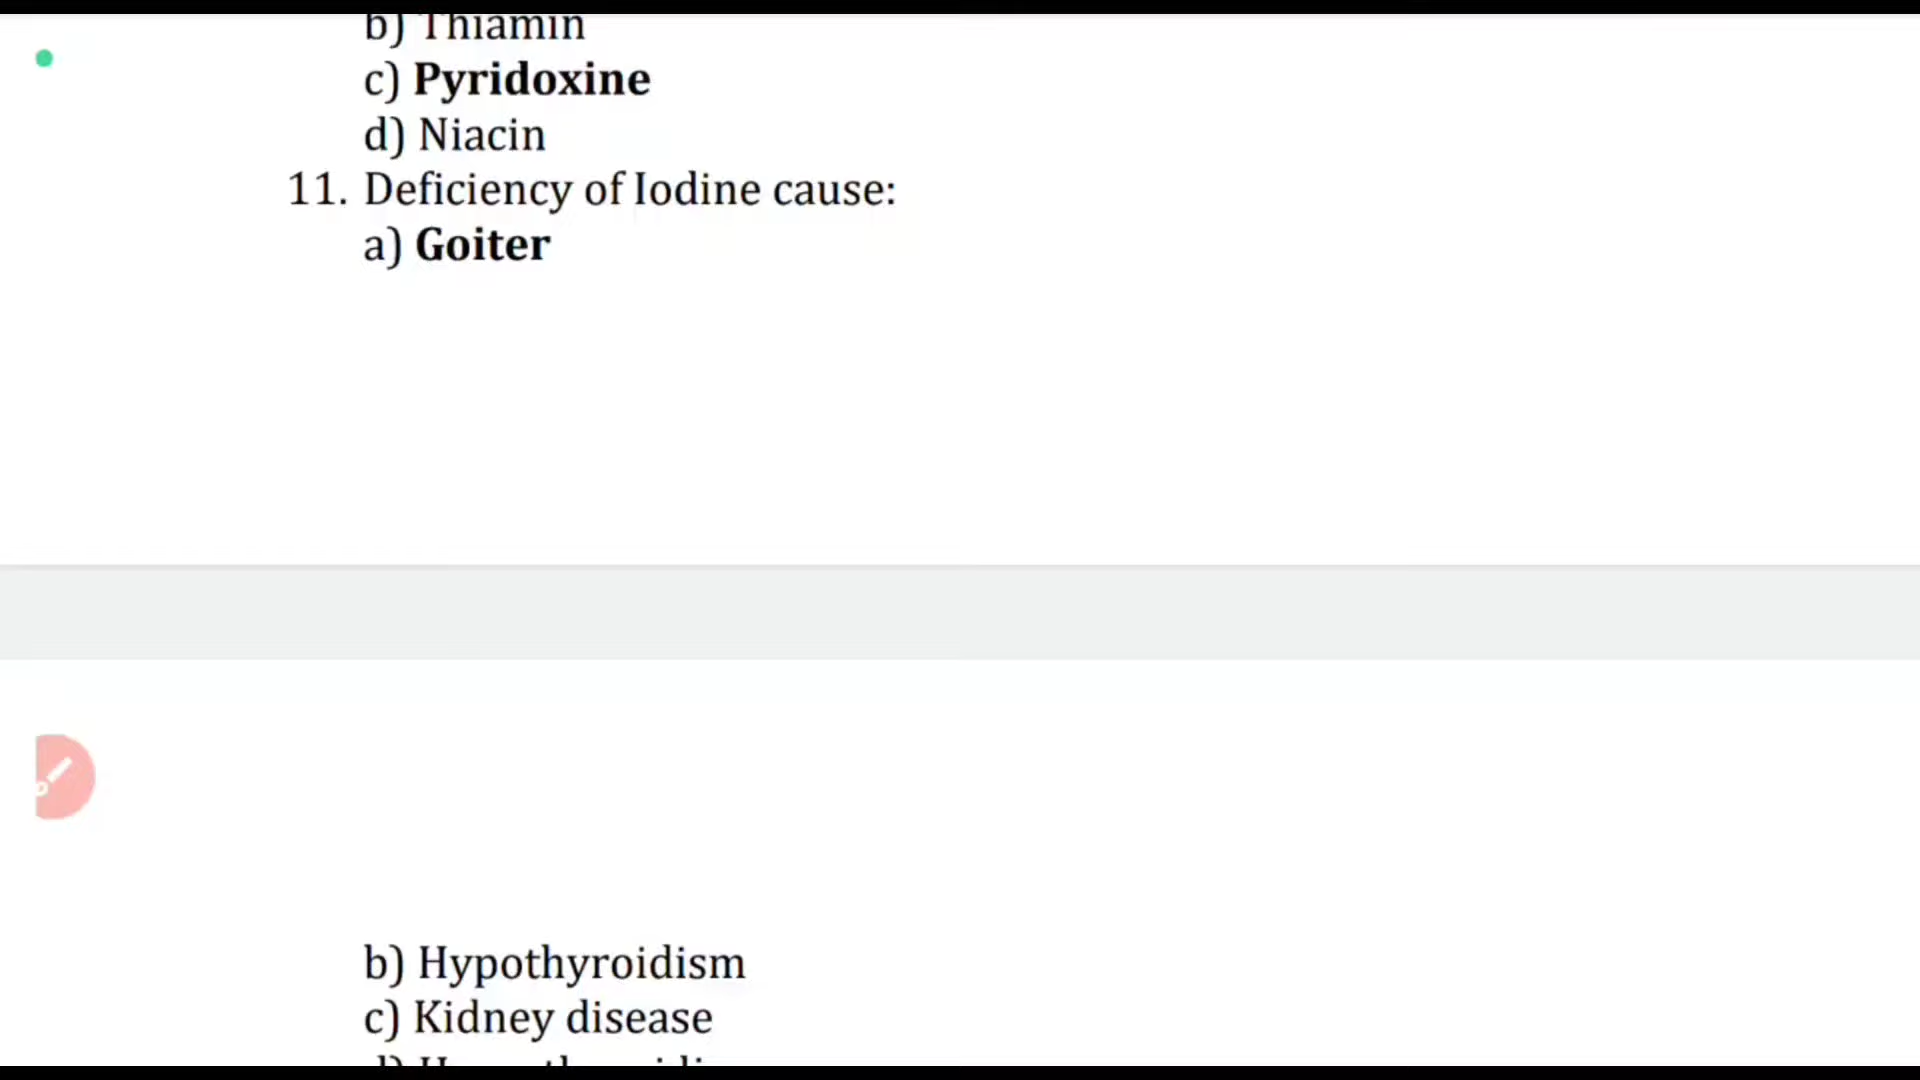 b) Thiamin
c) Pyridoxine
d) Niacin
11. Deficiency of Iodine cause:
a) Goiter
b) Hypothyroidism
c) Kidney disease